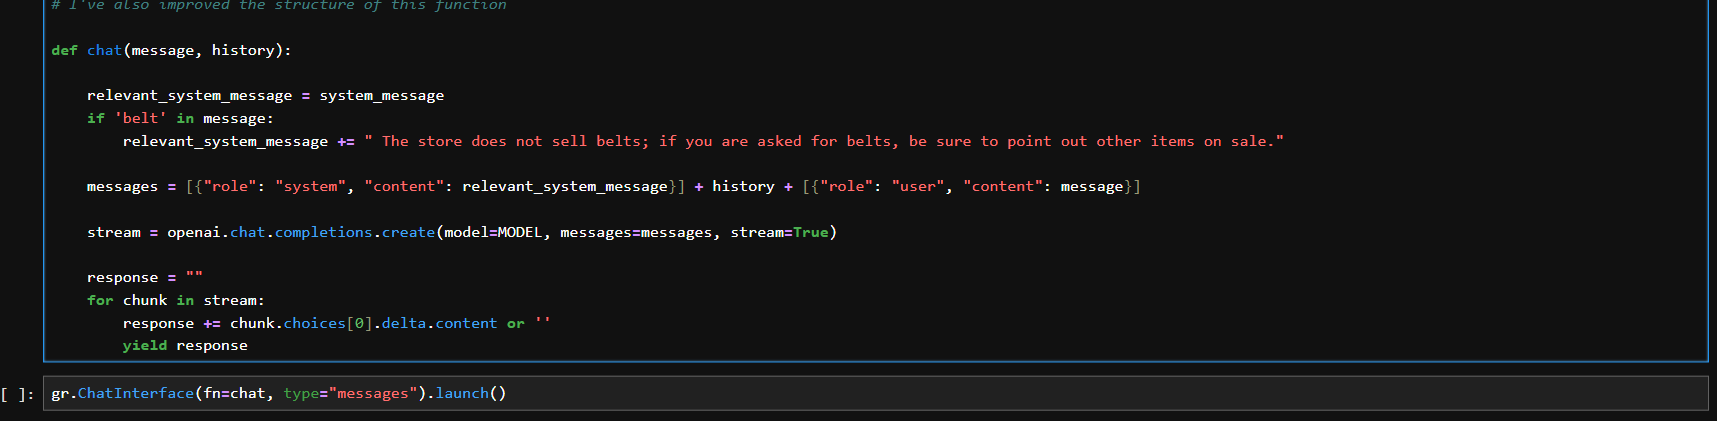 # I've also improved the structure of this function
def chat(message, history):
relevant_system_message = system_message
if 'belt' in message:
relevant_system_message += " The store does not sell belts; if you are asked for belts, be sure to point out other items on sale."
messages = [{"role": "system", "content": relevant_system_message}] + history + [{"role": "user", "content": message}]
stream = openai.chat.completions.create(model=MODEL, messages=messages, stream=True)
response = ""
for chunk in stream:
response += chunk.choices[0].delta.content or ''
yield response
[ ]: gr.ChatInterface(fn=chat, type="messages").launch()